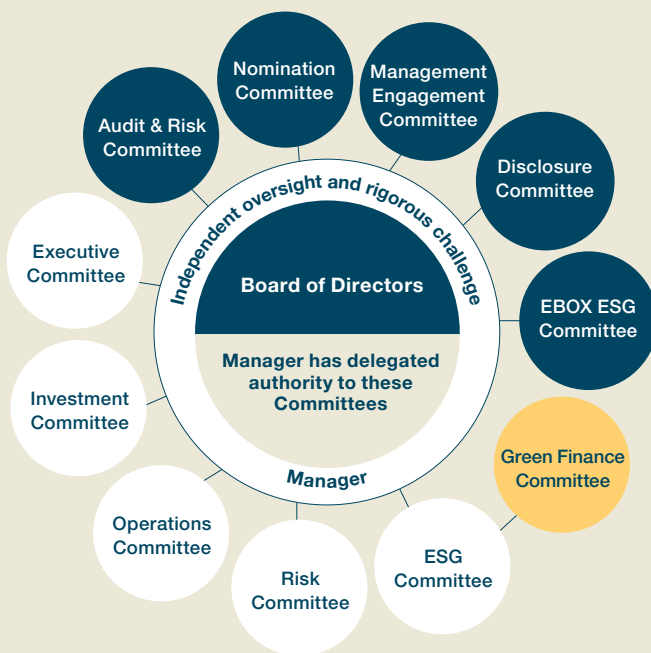 Nomination
Committee
Management
Engagement
Committee
Audit & Risk
Committee
Disclosure
Committee
Independent oversight and rigorous challenge
Executive
Committee
Board of Directors
EBOX ESG
Committee
Manager has delegated
authority to these
Committees
Investment
Committee
Green Finance
Committee
Manager
Operations
Committee
ESG
Committee
Risk
Committee